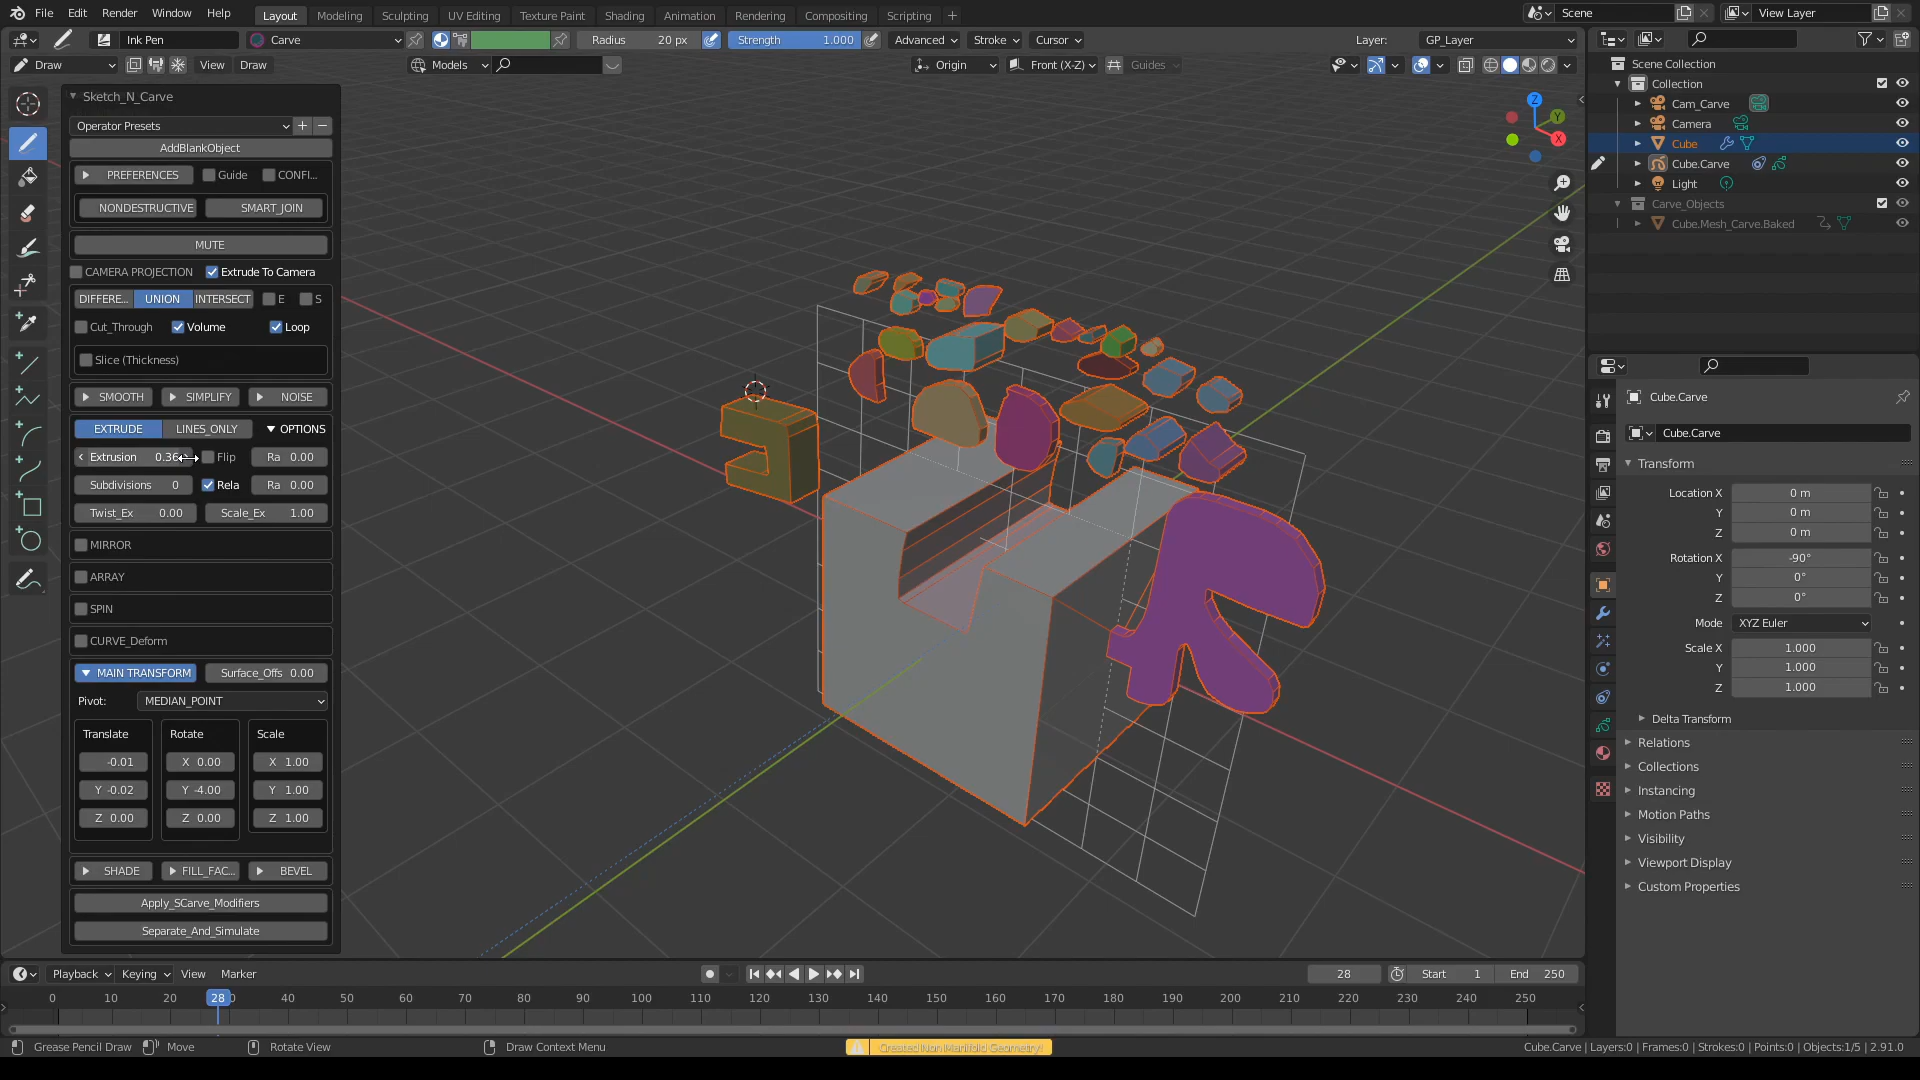 File Edit Render Window Help Layout Modeling Sculpting UV Editing Texture Paint Shading Animation Rendering Compositing Scripting + Scene View Layer
Ink Pen Carve Radius 20 px Strength 1.000 Advanced Stroke Cursor Layer: GP_Layer
Draw View Draw Models Origin Front (X-Z) Guides
Sketch_N_Carve
Operator Presets + −
AddBlankObject
PREFERENCES Guide CONFI...
NONDESTRUCTIVE SMART_JOIN
MUTE
CAMERA PROJECTION Extrude To Camera
DIFFERE... UNION INTERSECT E S
Cut_Through Volume Loop
Slice (Thickness)
SMOOTH SIMPLIFY NOISE
EXTRUDE LINES_ONLY OPTIONS
Extrusion 0.36 Flip Ra 0.00
Subdivisions 0 Rela Ra 0.00
Twist_Ex 0.00 Scale_Ex 1.00
MIRROR
ARRAY
SPIN
CURVE_Deform
MAIN TRANSFORM Surface_Offs 0.00
Pivot: MEDIAN_POINT
Translate Rotate Scale
-0.01 X 0.00 X 1.00
Y -0.02 Y -4.00 Y 1.00
Z 0.00 Z 0.00 Z 1.00
SHADE FILL_FAC... BEVEL
Apply_SCarve_Modifiers
Separate_And_Simulate
Z
Y
X
Scene Collection
Collection
Cam_Carve
Camera
Cube
Cube.Carve
Light
Carve_Objects
Cube.Mesh_Carve.Baked
Cube.Carve
Cube.Carve
Transform
Location X 0 m
Y 0 m
Z 0 m
Rotation X -90°
Y 0°
Z 0°
Mode XYZ Euler
Scale X 1.000
Y 1.000
Z 1.000
Delta Transform
Relations
Collections
Instancing
Motion Paths
Visibility
Viewport Display
Custom Properties
Playback Keying View Marker 28 Start 1 End 250
0 10 20 28 40 50 60 70 80 90 100 110 120 130 140 150 160 170 180 190 200 210 220 230 240 250
Grease Pencil Draw Move Rotate View Draw Context Menu Created Non Manifold Geometry! Cube.Carve | Layers:0 | Frames:0 | Strokes:0 | Points:0 | Objects:1/5 | 2.91.0